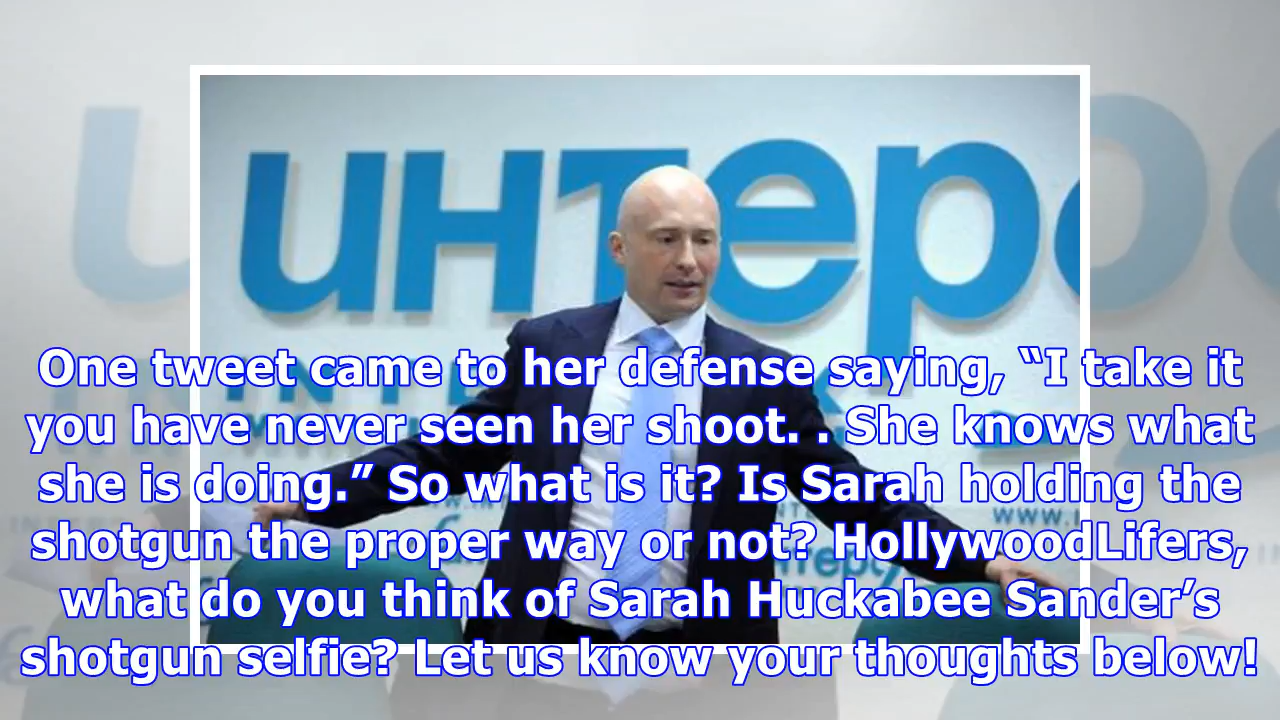 интеро
One tweet came to her defense saying, “I take it
you have never seen her shoot. . She knows what
she is doing.” So what is it? Is Sarah holding the
shotgun the proper way or not? HollywoodLifers,
what do you think of Sarah Huckabee Sander’s
shotgun selfie? Let us know your thoughts below!
www.i